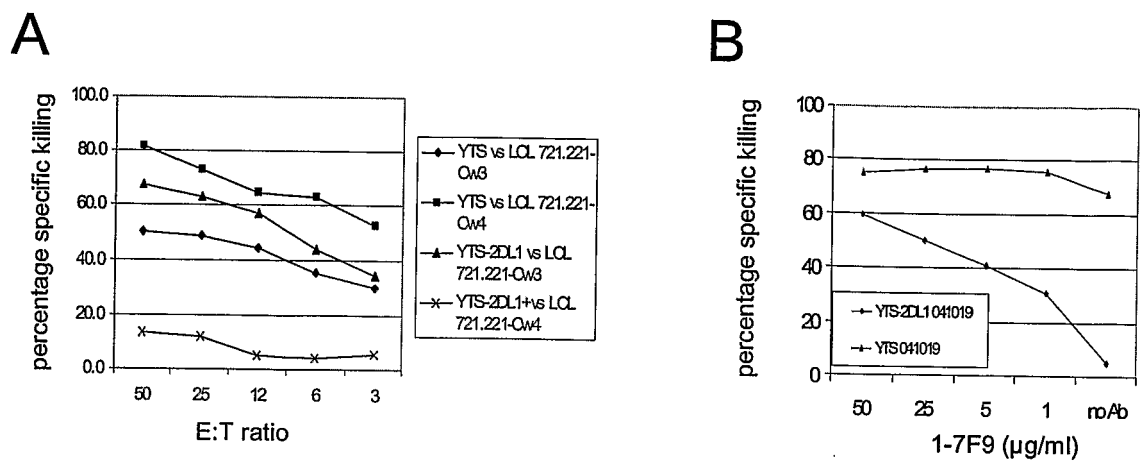 A
percentage specific killing
100.0
80.0
60.0
40.0
20.0
0.0
50 25 12 6 3
E:T ratio
YTS vs LCL 721.221-
Cw3
YTS vs LCL 721.221-
Cw4
YTS-2DL1 vs LCL
721.221-Cw3
YTS-2DL1+vs LCL
721.221-Cw4
B
percentage specific killing
100
80
60
40
20
0
50 25 5 1 noAb
1-7F9 (µg/ml)
YTS-2DL1 041019
YTS 041019